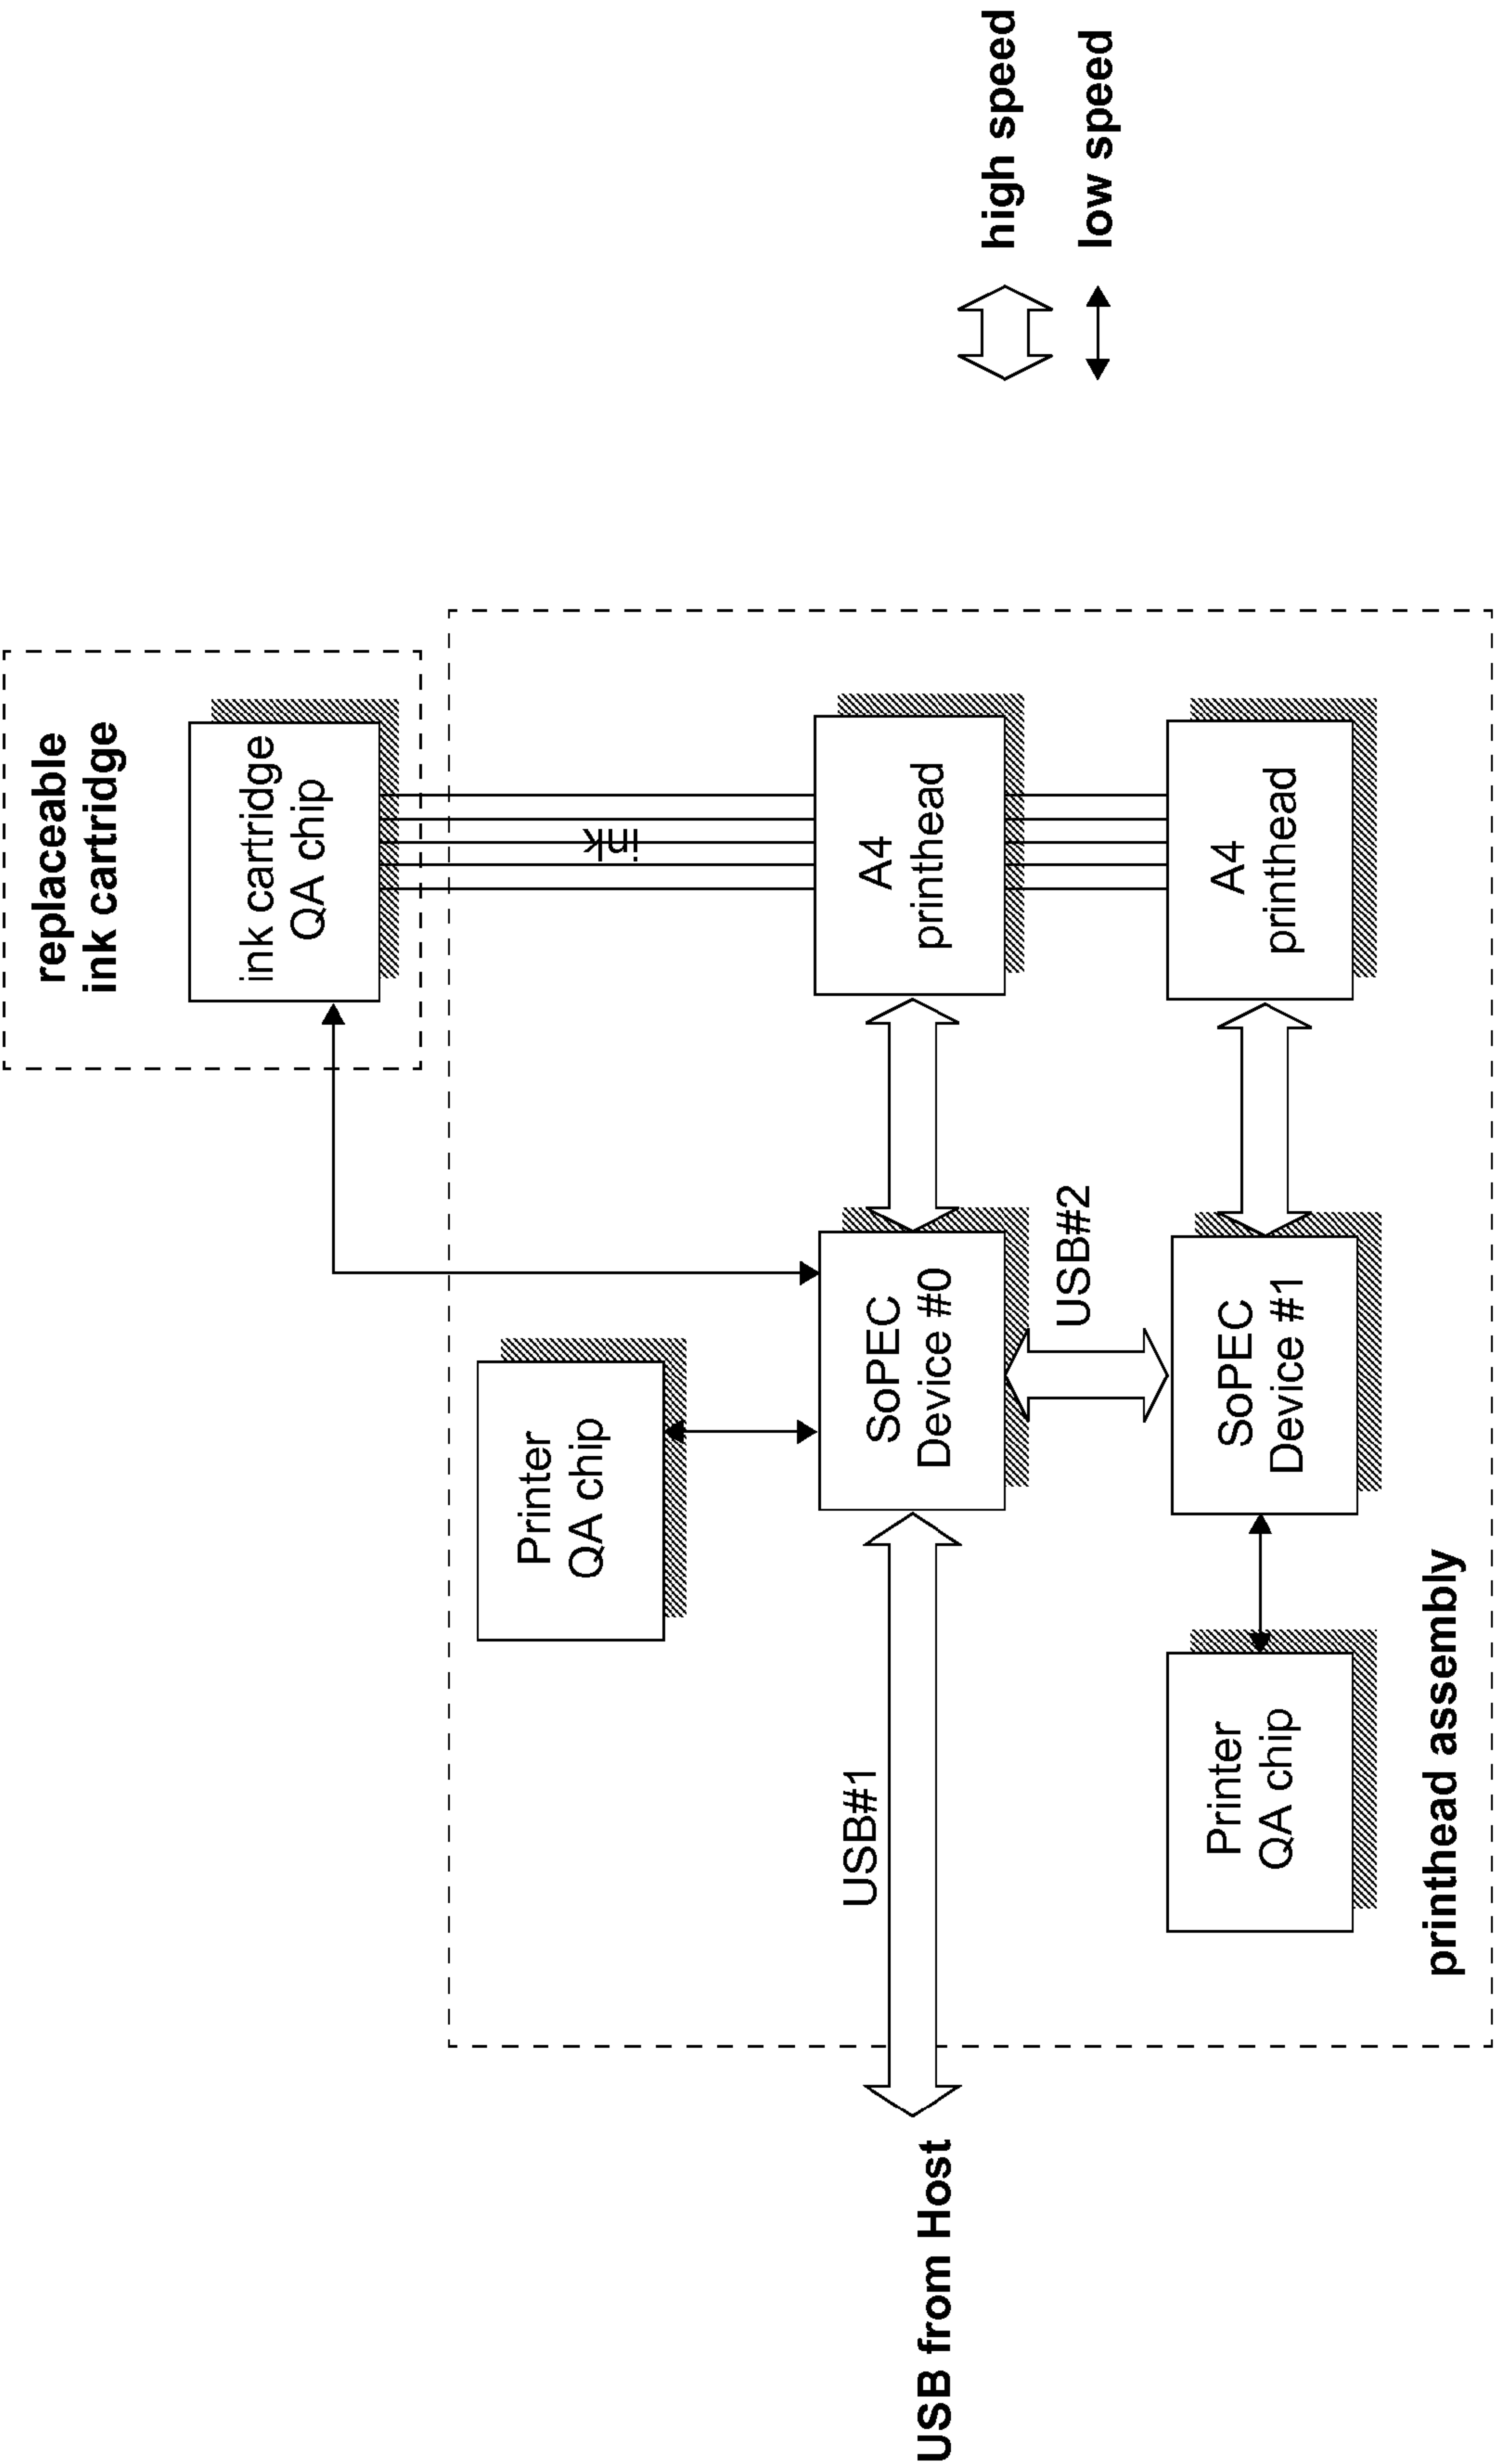 replaceable
ink cartridge
ink cartridge
QA chip
ink
Printer
QA chip
USB#1
SoPEC
Device #0
A4
printhead
USB from Host
USB#2
high speed
low speed
Printer
QA chip
SoPEC
Device #1
A4
printhead
printhead assembly